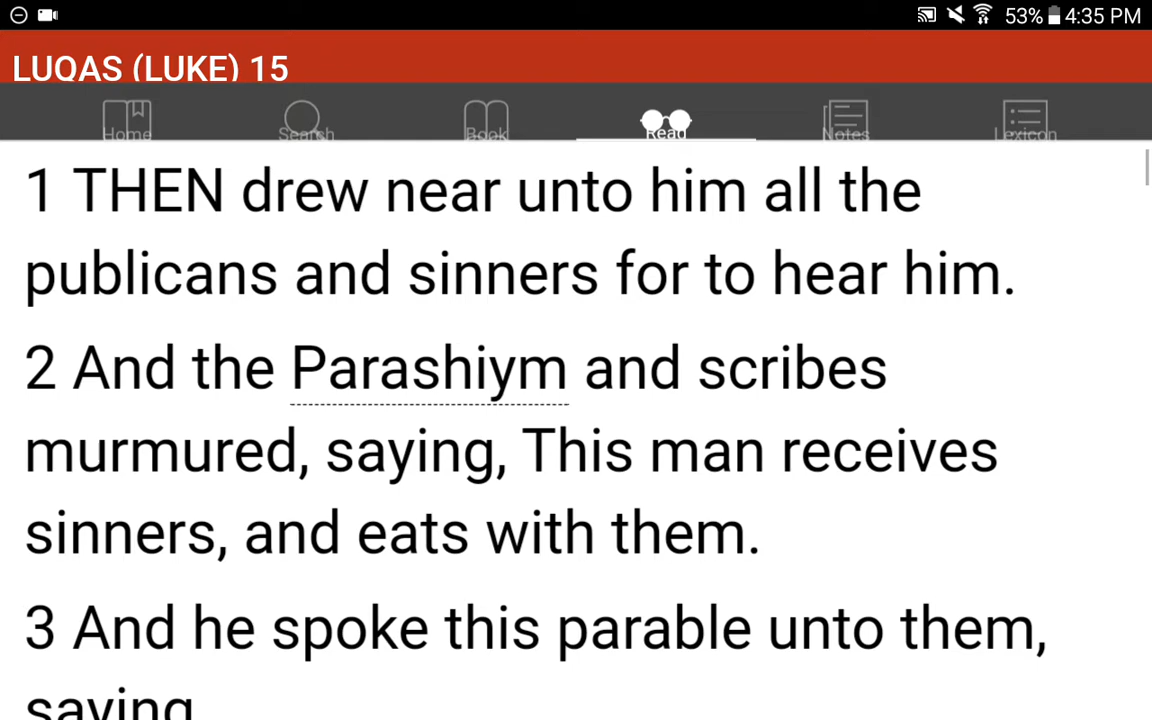 53% 4:35 PM
LUQAS (LUKE) 15
Home Search Book Read Notes Lexicon
1 THEN drew near unto him all the
publicans and sinners for to hear him.
2 And the Parashiym and scribes
murmured, saying, This man receives
sinners, and eats with them.
3 And he spoke this parable unto them,
saying